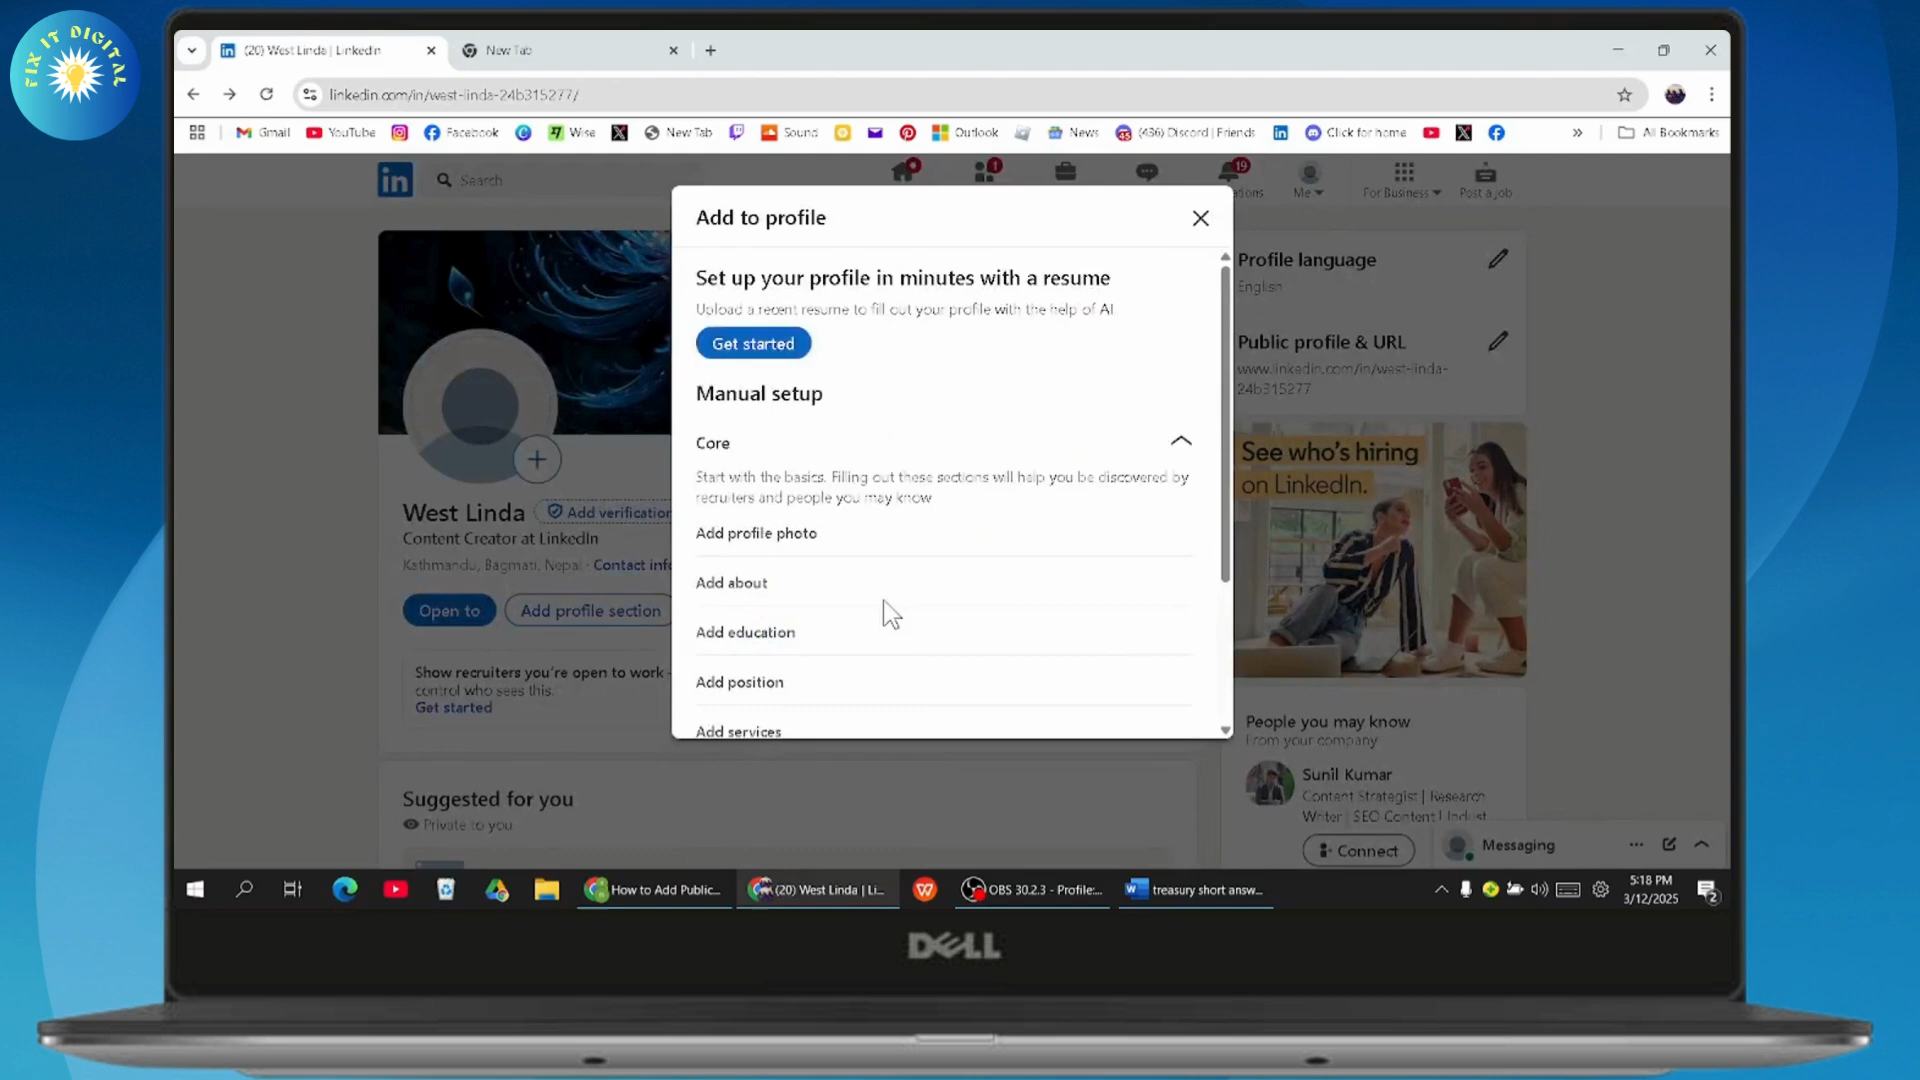 FIX IT DIGITAL
(20) West Linda | LinkedIn
New Tab
linkedin.com/in/west-linda-24b315277/
Gmail
YouTube
Facebook
Wise
New Tab
Sound
Outlook
News
(436) Discord | Friends
Click for home
All Bookmarks
in Search
1
19
Me
For Business
Post a job
Add to profile
Set up your profile in minutes with a resume
Upload a recent resume to fill out your profile with the help of AI
Get started
Manual setup
Core
Start with the basics. Filling out these sections will help you be discovered by
recruiters and people you may know
Add profile photo
Add about
Add education
Add position
Add services
West Linda
Add verification
Content Creator at LinkedIn
Kathmandu, Bagmati, Nepal · Contact info
Open to
Add profile section
Show recruiters you're open to work -
control who sees this.
Get started
Suggested for you
Private to you
Profile language
English
Public profile & URL
www.linkedin.com/in/west-linda-
24b315277
See who's hiring
on LinkedIn.
People you may know
From your company
Sunil Kumar
Content Strategist | Research
Writer | SEO Content | Indust
Connect
Messaging
How to Add Public...
(20) West Linda | Li...
OBS 30.2.3 - Profile:...
treasury short answ...
5:18 PM
3/12/2025
2
DELL